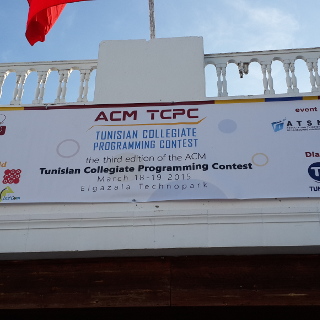 ACM TCPC
TUNISIAN COLLEGIATE
PROGRAMMING CONTEST
the third edition of the ACM
Tunisian Collegiate Programming Contest
March 18-19 2015
Elgazala Technopark
event
ATS
Dia
TUN